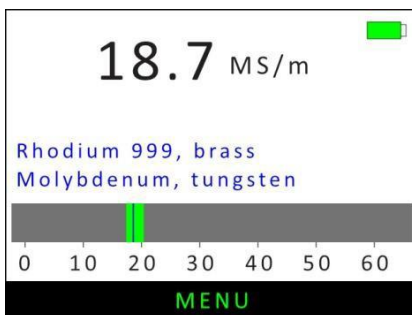 18.7 MS/m
Rhodium 999, brass
Molybdenum, tungsten
0 10 20 30 40 50 60
MENU